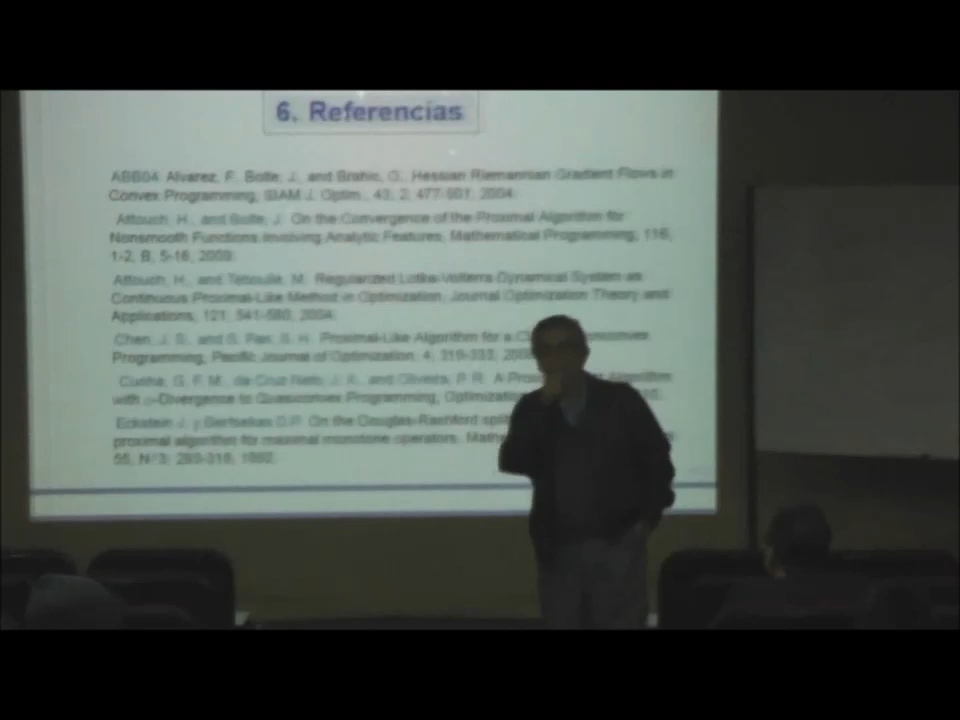 6. Referencias
ABB04. Alvarez, F., Bolte, J., and Brahic, O., Hessian Riemannian Gradient Flows in
Convex Programming, SIAM J. Optim., 43, 2, 477-501, 2004.
Attouch, H., and Bolte, J. On the Convergence of the Proximal Algorithm for
Nonsmooth Functions Involving Analytic Features, Mathematical Programming, 116,
1-2, B, 5-16, 2009.
Attouch, H., and Teboulle, M. Regularized Lotka-Volterra Dynamical System as
Continuous Proximal-Like Method in Optimization, Journal Optimization Theory and
Applications, 121, 541-580, 2004.
Chen, J. S., and S. Pan, S. H. Proximal-Like Algorithm for a
Programming, Pacific Journal of Optimization, 4, 319-333,
Cunha, G. F. M., da Cruz Neto, J. X., and Oliveira, P. R. A Algorithm
with φ-Divergence to Quasiconvex Programming,
Eckstein J. y Bertsekas D.P. On the Douglas-Rachford
proximal algorithm for maximal monotone operators.
55, N° 3, 293-318, 1992.